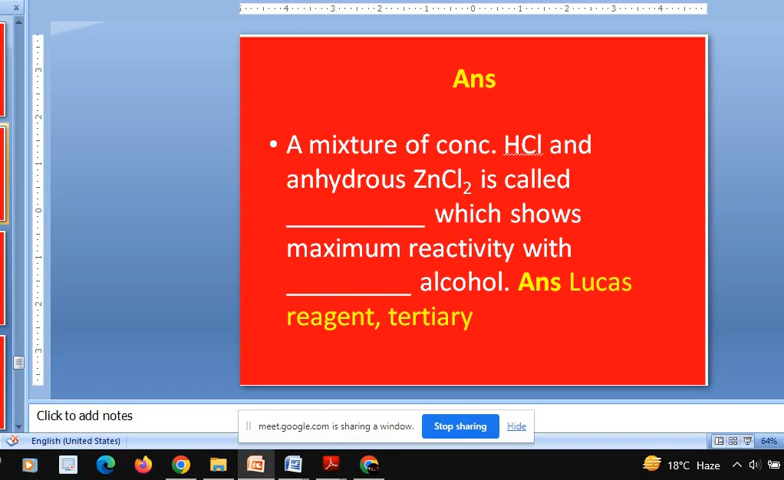 Ans
• A mixture of conc. HCl and
anhydrous ZnCl₂ is called
___________ which shows
maximum reactivity with
__________ alcohol. Ans Lucas
reagent, tertiary
Click to add notes
meet.google.com is sharing a window. Stop sharing Hide
English (United States) 64%
18°C Haze